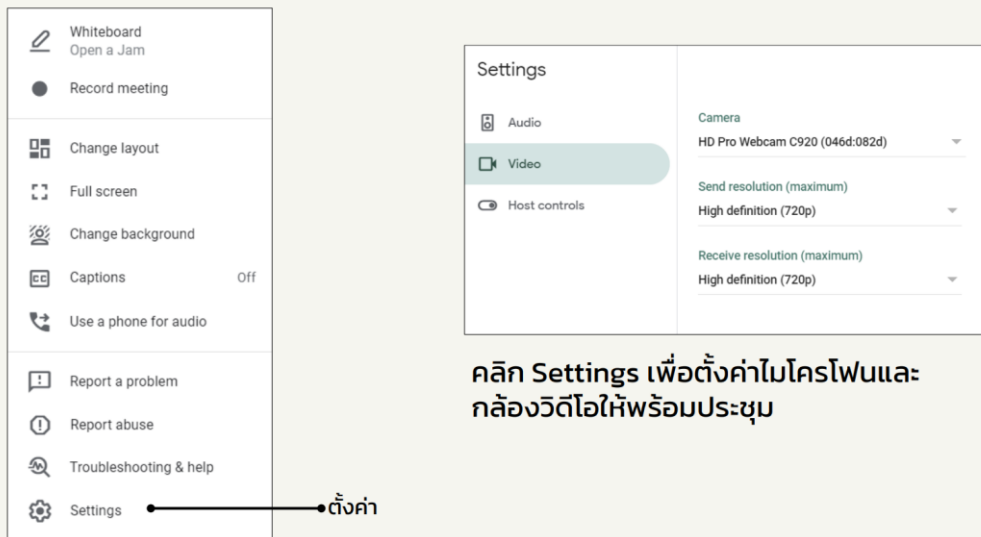 Whiteboard
Open a Jam
Record meeting
Change layout
Full screen
Change background
Captions Off
Use a phone for audio
Report a problem
Report abuse
Troubleshooting & help
Settings
ตั้งค่า
Settings
Audio
Video
Host controls
Camera
HD Pro Webcam C920 (046d:082d)
Send resolution (maximum)
High definition (720p)
Receive resolution (maximum)
High definition (720p)
คลิก Settings เพื่อตั้งค่าไมโครโฟนและ
กล้องวิดีโอให้พร้อมประชุม